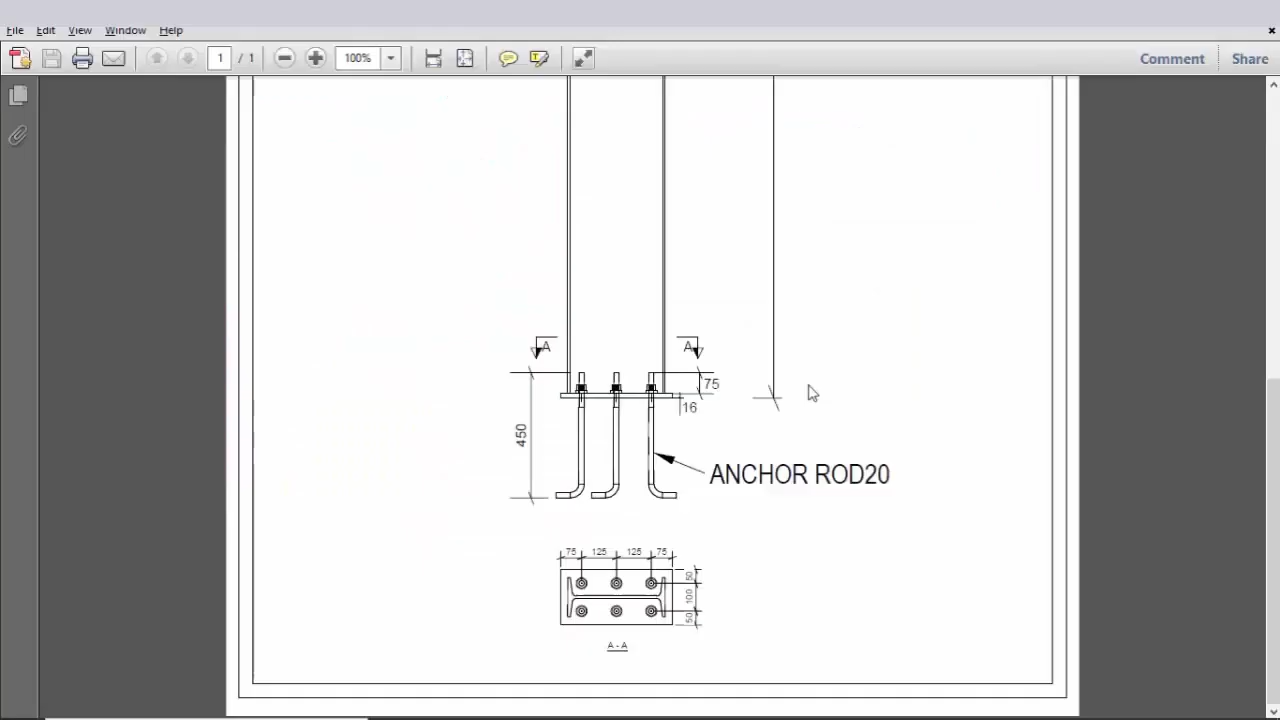 File Edit View Window Help
1 / 1 100% Comment Share
A A
75
16
450
ANCHOR ROD20
75 125 125 75
50
100
50
A - A